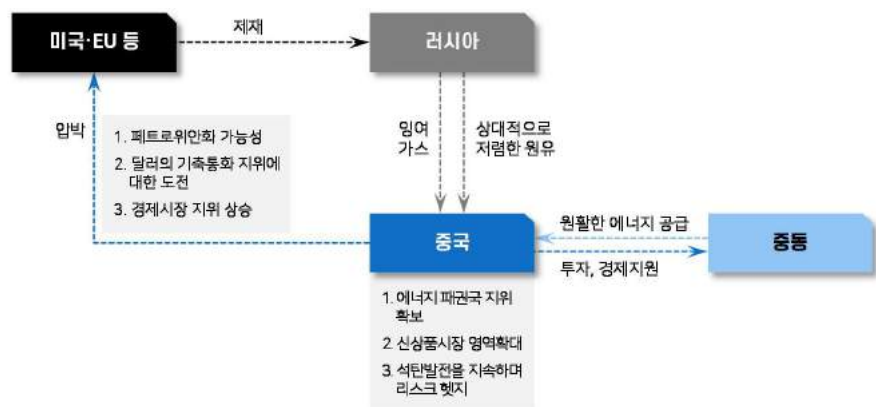 미국·EU 등
제재
러시아
압박
1. 페트로위안화 가능성
2. 달러의 기축통화 지위에
대한 도전
3. 경제시장 지위 상승
잉여
가스
상대적으로
저렴한 원유
중국
원활한 에너지 공급
투자, 경제지원
중동
1. 에너지 패권국 지위
확보
2. 신상품시장 영역확대
3. 석탄발전을 지속하며
리스크 헷지